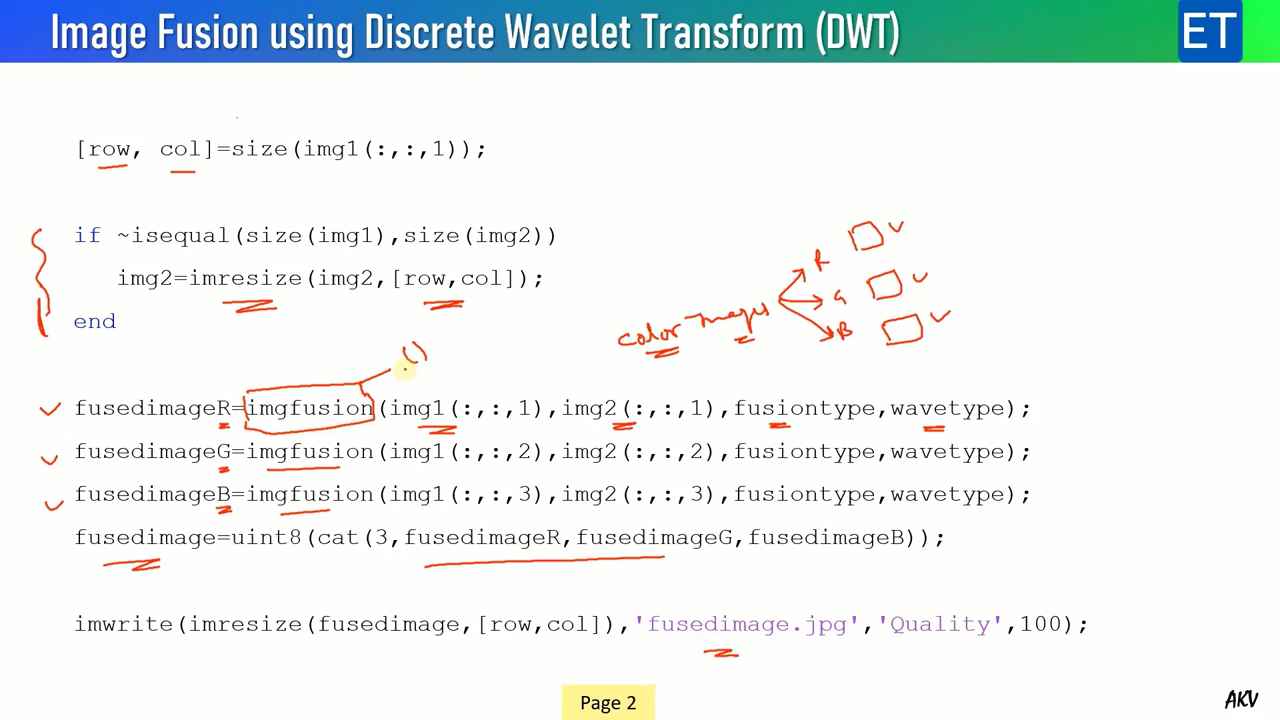 Image Fusion using Discrete Wavelet Transform (DWT)
ET
[row, col]=size(img1(:,:,1));
if ~isequal(size(img1),size(img2))
img2=imresize(img2,[row,col]);
end
color Images
R
G
B
()
fusedimageR=imgfusion(img1(:,:,1),img2(:,:,1),fusiontype,wavetype);
fusedimageG=imgfusion(img1(:,:,2),img2(:,:,2),fusiontype,wavetype);
fusedimageB=imgfusion(img1(:,:,3),img2(:,:,3),fusiontype,wavetype);
fusedimage=uint8(cat(3,fusedimageR,fusedimageG,fusedimageB));
imwrite(imresize(fusedimage,[row,col]),'fusedimage.jpg','Quality',100);
Page 2
AKV